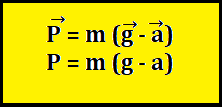 P⃗ = m (g⃗ - a⃗)
P = m (g - a)